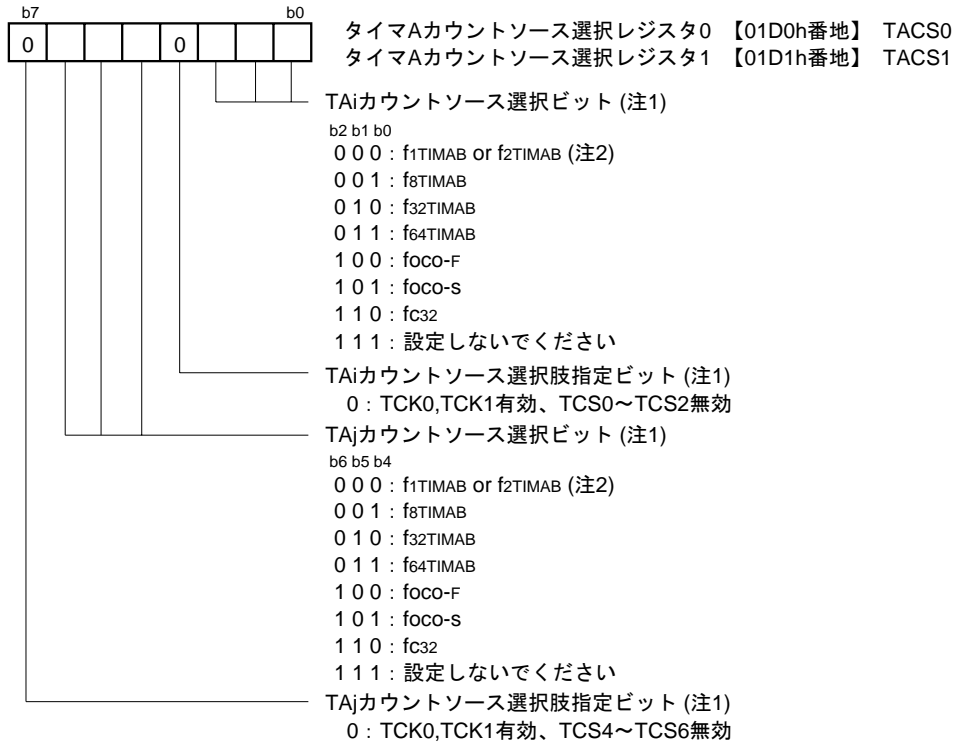 b7 b0
0 0
タイマAカウントソース選択レジスタ0 【01D0h番地】 TACS0
タイマAカウントソース選択レジスタ1 【01D1h番地】 TACS1
TAiカウントソース選択ビット (注1)
b2 b1 b0
0 0 0 : f1TIMAB or f2TIMAB (注2)
0 0 1 : f8TIMAB
0 1 0 : f32TIMAB
0 1 1 : f64TIMAB
1 0 0 : foco-F
1 0 1 : foco-s
1 1 0 : fc32
1 1 1 : 設定しないでください
TAiカウントソース選択肢指定ビット (注1)
0 : TCK0,TCK1有効、TCS0～TCS2無効
TAjカウントソース選択ビット (注1)
b6 b5 b4
0 0 0 : f1TIMAB or f2TIMAB (注2)
0 0 1 : f8TIMAB
0 1 0 : f32TIMAB
0 1 1 : f64TIMAB
1 0 0 : foco-F
1 0 1 : foco-s
1 1 0 : fc32
1 1 1 : 設定しないでください
TAjカウントソース選択肢指定ビット (注1)
0 : TCK0,TCK1有効、TCS4～TCS6無効